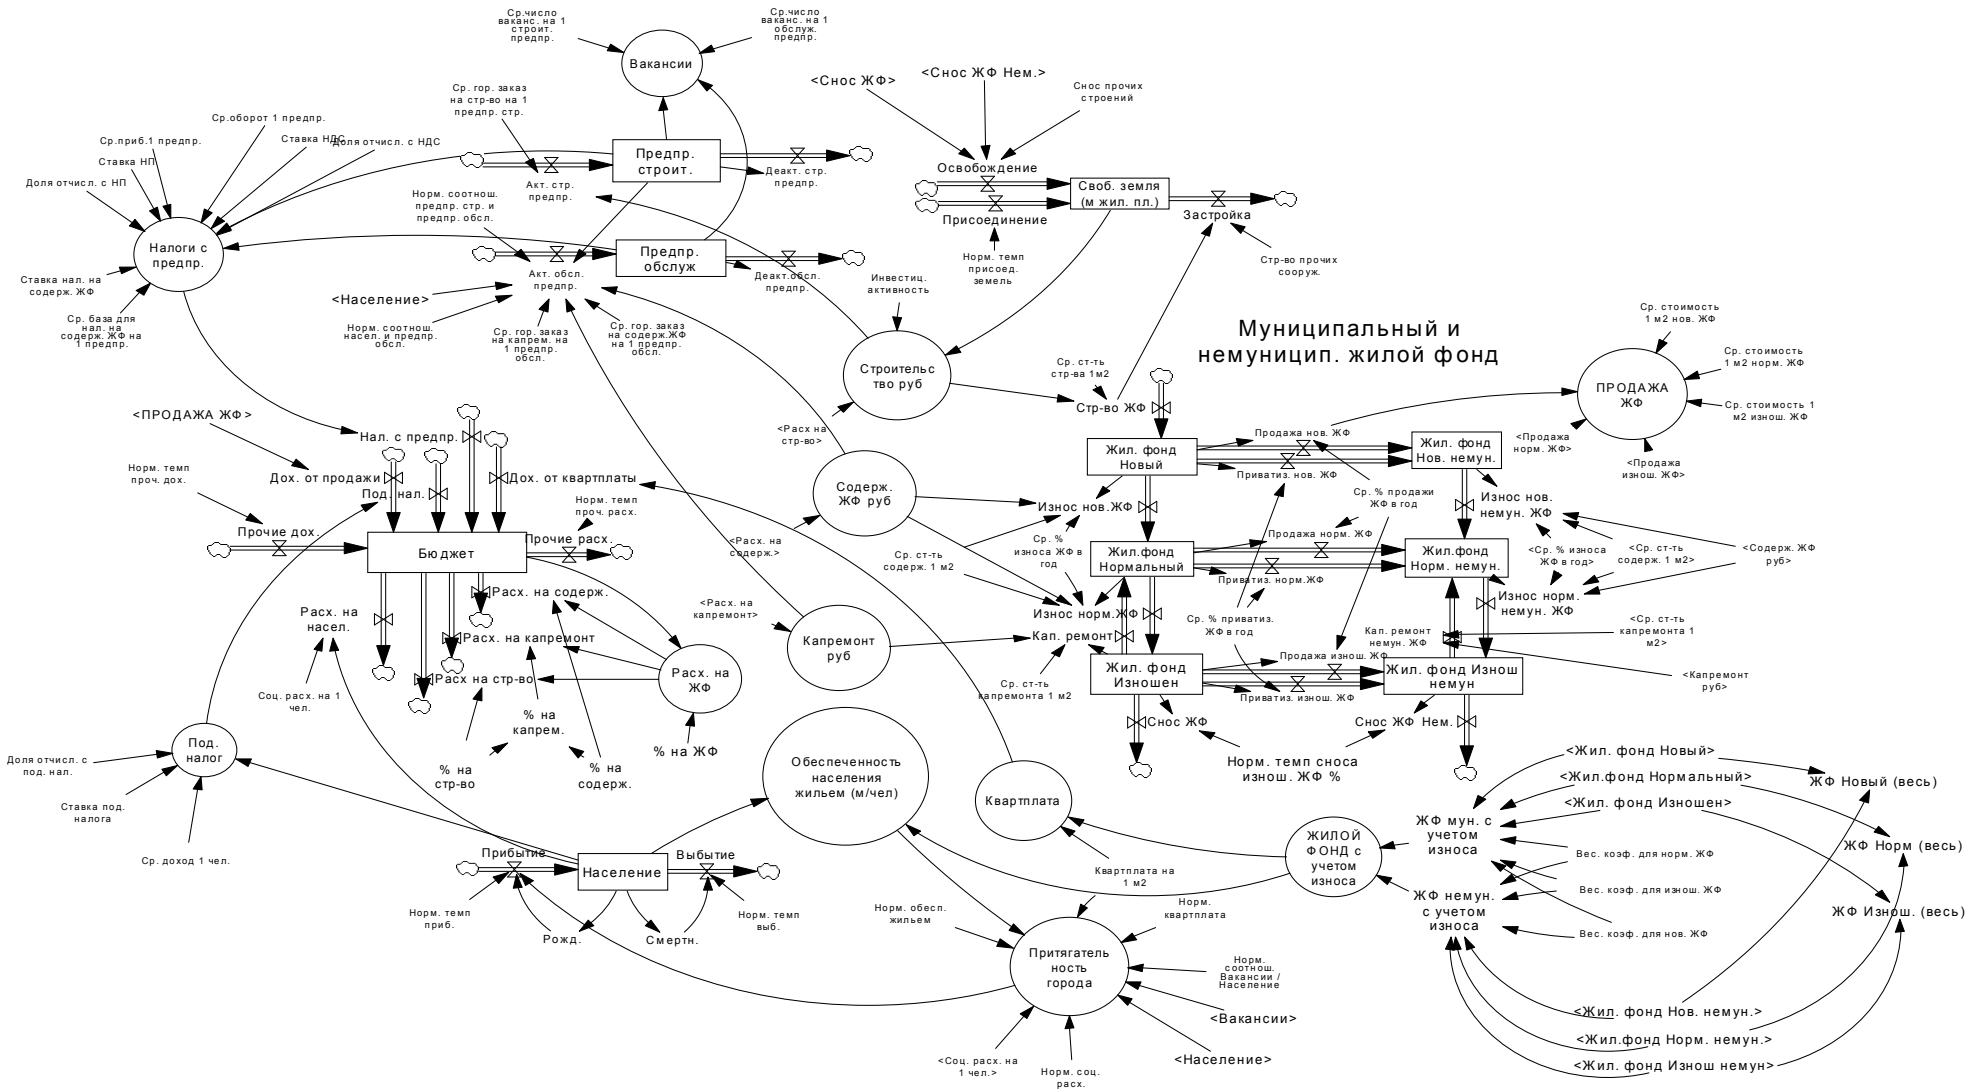 Ср.число
ваканс. на 1
строит.
предпр.
Ср.число
ваканс. на 1
обслуж.
предпр.
Вакансии
<Снос ЖФ>
<Снос ЖФ Нем.>
Снос прочих
строений
Ср. гор. заказ
на стр-во на 1
предпр. стр.
Ср.оборот 1 предпр.
Ср.приб.1 предпр.
Ставка НДС
Доля отчисл. с НДС
Ставка НП
Доля отчисл. с НП
Предпр.
строит.
Деакт. стр.
предпр.
Акт. стр.
предпр.
Норм. соотнош.
предпр. стр. и
предпр. обсл.
Освобождение
Своб. земля
(м жил. пл.)
Присоединение
Застройка
Норм. темп
присоед.
земель
Стр-во прочих
сооруж.
Налоги с
предпр.
Предпр.
обслуж
Деакт.обсл.
предпр.
Акт. обсл.
предпр.
Ставка нал. на
содерж. ЖФ
Ср. база для
нал. на
содерж. ЖФ на
1 предпр.
<Население>
Норм. соотнош.
насел. и предпр.
обсл.
Ср. гор. заказ
на капрем. на
1 предпр.
обсл.
Ср. гор. заказ
на содерж.ЖФ
на 1 предпр.
обсл.
Инвестиц.
активность
Муниципальный и
немуницип. жилой фонд
Ср. стоимость
1 м2 нов. ЖФ
Ср. стоимость
1 м2 норм. ЖФ
Ср. стоимость 1
м2 изнош. ЖФ
ПРОДАЖА
ЖФ
<Продажа
норм. ЖФ>
<Продажа
изнош. ЖФ>
Строительс
тво руб
Ср. ст-ть
стр-ва 1м2
Стр-во ЖФ
<Расх на
стр-во>
<ПРОДАЖА ЖФ>
Нал. с предпр.
Дох. от продажи
Дох. от квартплаты
Под. нал.
Норм. темп
проч. дох.
Прочие дох.
Норм. темп
проч. расх.
Прочие расх.
Бюджет
Жил. фонд
Новый
Продажа нов. ЖФ
Приватиз. нов. ЖФ
Жил. фонд
Нов. немун.
Содерж.
ЖФ руб
Износ нов.ЖФ
Ср. % продажи
ЖФ в год
Износ нов.
немун. ЖФ
<Расх. на
содерж.>
Ср. ст-ть
содерж. 1 м2
Ср. %
износа ЖФ в
год
Жил.фонд
Нормальный
Продажа норм. ЖФ
Приватиз. норм.ЖФ
Жил.фонд
Норм. немун.
<Ср. % износа
ЖФ в год>
<Ср. ст-ть
содерж. 1 м2>
<Содерж. ЖФ
руб>
Износ норм.
немун. ЖФ
Расх. на
насел.
Расх. на содерж.
Расх. на капремонт
Расх на стр-во
Расх. на
ЖФ
<Расх. на
капремонт>
Капремонт
руб
Износ норм.ЖФ
Кап. ремонт
Ср. ст-ть
капремонта 1 м2
Ср. % приватиз.
ЖФ в год
Кап. ремонт
немун. ЖФ
<Ср. ст-ть
капремонта 1
м2>
<Капремонт
руб>
Жил. фонд
Изношен
Продажа изнош. ЖФ
Приватиз. изнош. ЖФ
Жил. фонд Износ
немун
Соц. расх. на 1
чел.
% на
капрем.
% на ЖФ
% на
стр-во
% на
содерж.
Снос ЖФ
Снос ЖФ Нем.
Норм. темп сноса
изнош. ЖФ %
Под.
налог
Доля отчисл. с
под. нал.
Ставка под.
налога
Ср. доход 1 чел.
Обеспеченность
населения
жильем (м/чел)
Квартплата
<Жил. фонд Новый>
<Жил.фонд Нормальный>
<Жил. фонд Изношен>
ЖФ Новый (весь)
ЖФ Норм (весь)
ЖФ Изнош. (весь)
ЖИЛОЙ
ФОНД с
учетом
износа
ЖФ мун. с
учетом
износа
ЖФ немун.
с учетом
износа
Вес. коэф. для норм. ЖФ
Вес. коэф. для изнош. ЖФ
Вес. коэф. для нов. ЖФ
Прибытие
Население
Выбытие
Норм. темп
приб.
Рожд.
Смертн.
Норм. темп
выб.
Квартплата на
1 м2
Норм. обесп.
жильем
Норм.
квартплата
Притягатель
ность
города
Норм.
соотнош.
Вакансии /
Население
<Вакансии>
<Население>
<Соц. расх. на
1 чел.>
Норм. соц.
расх.
<Жил. фонд Нов. немун.>
<Жил.фонд Норм. немун.>
<Жил. фонд Изнош немун>